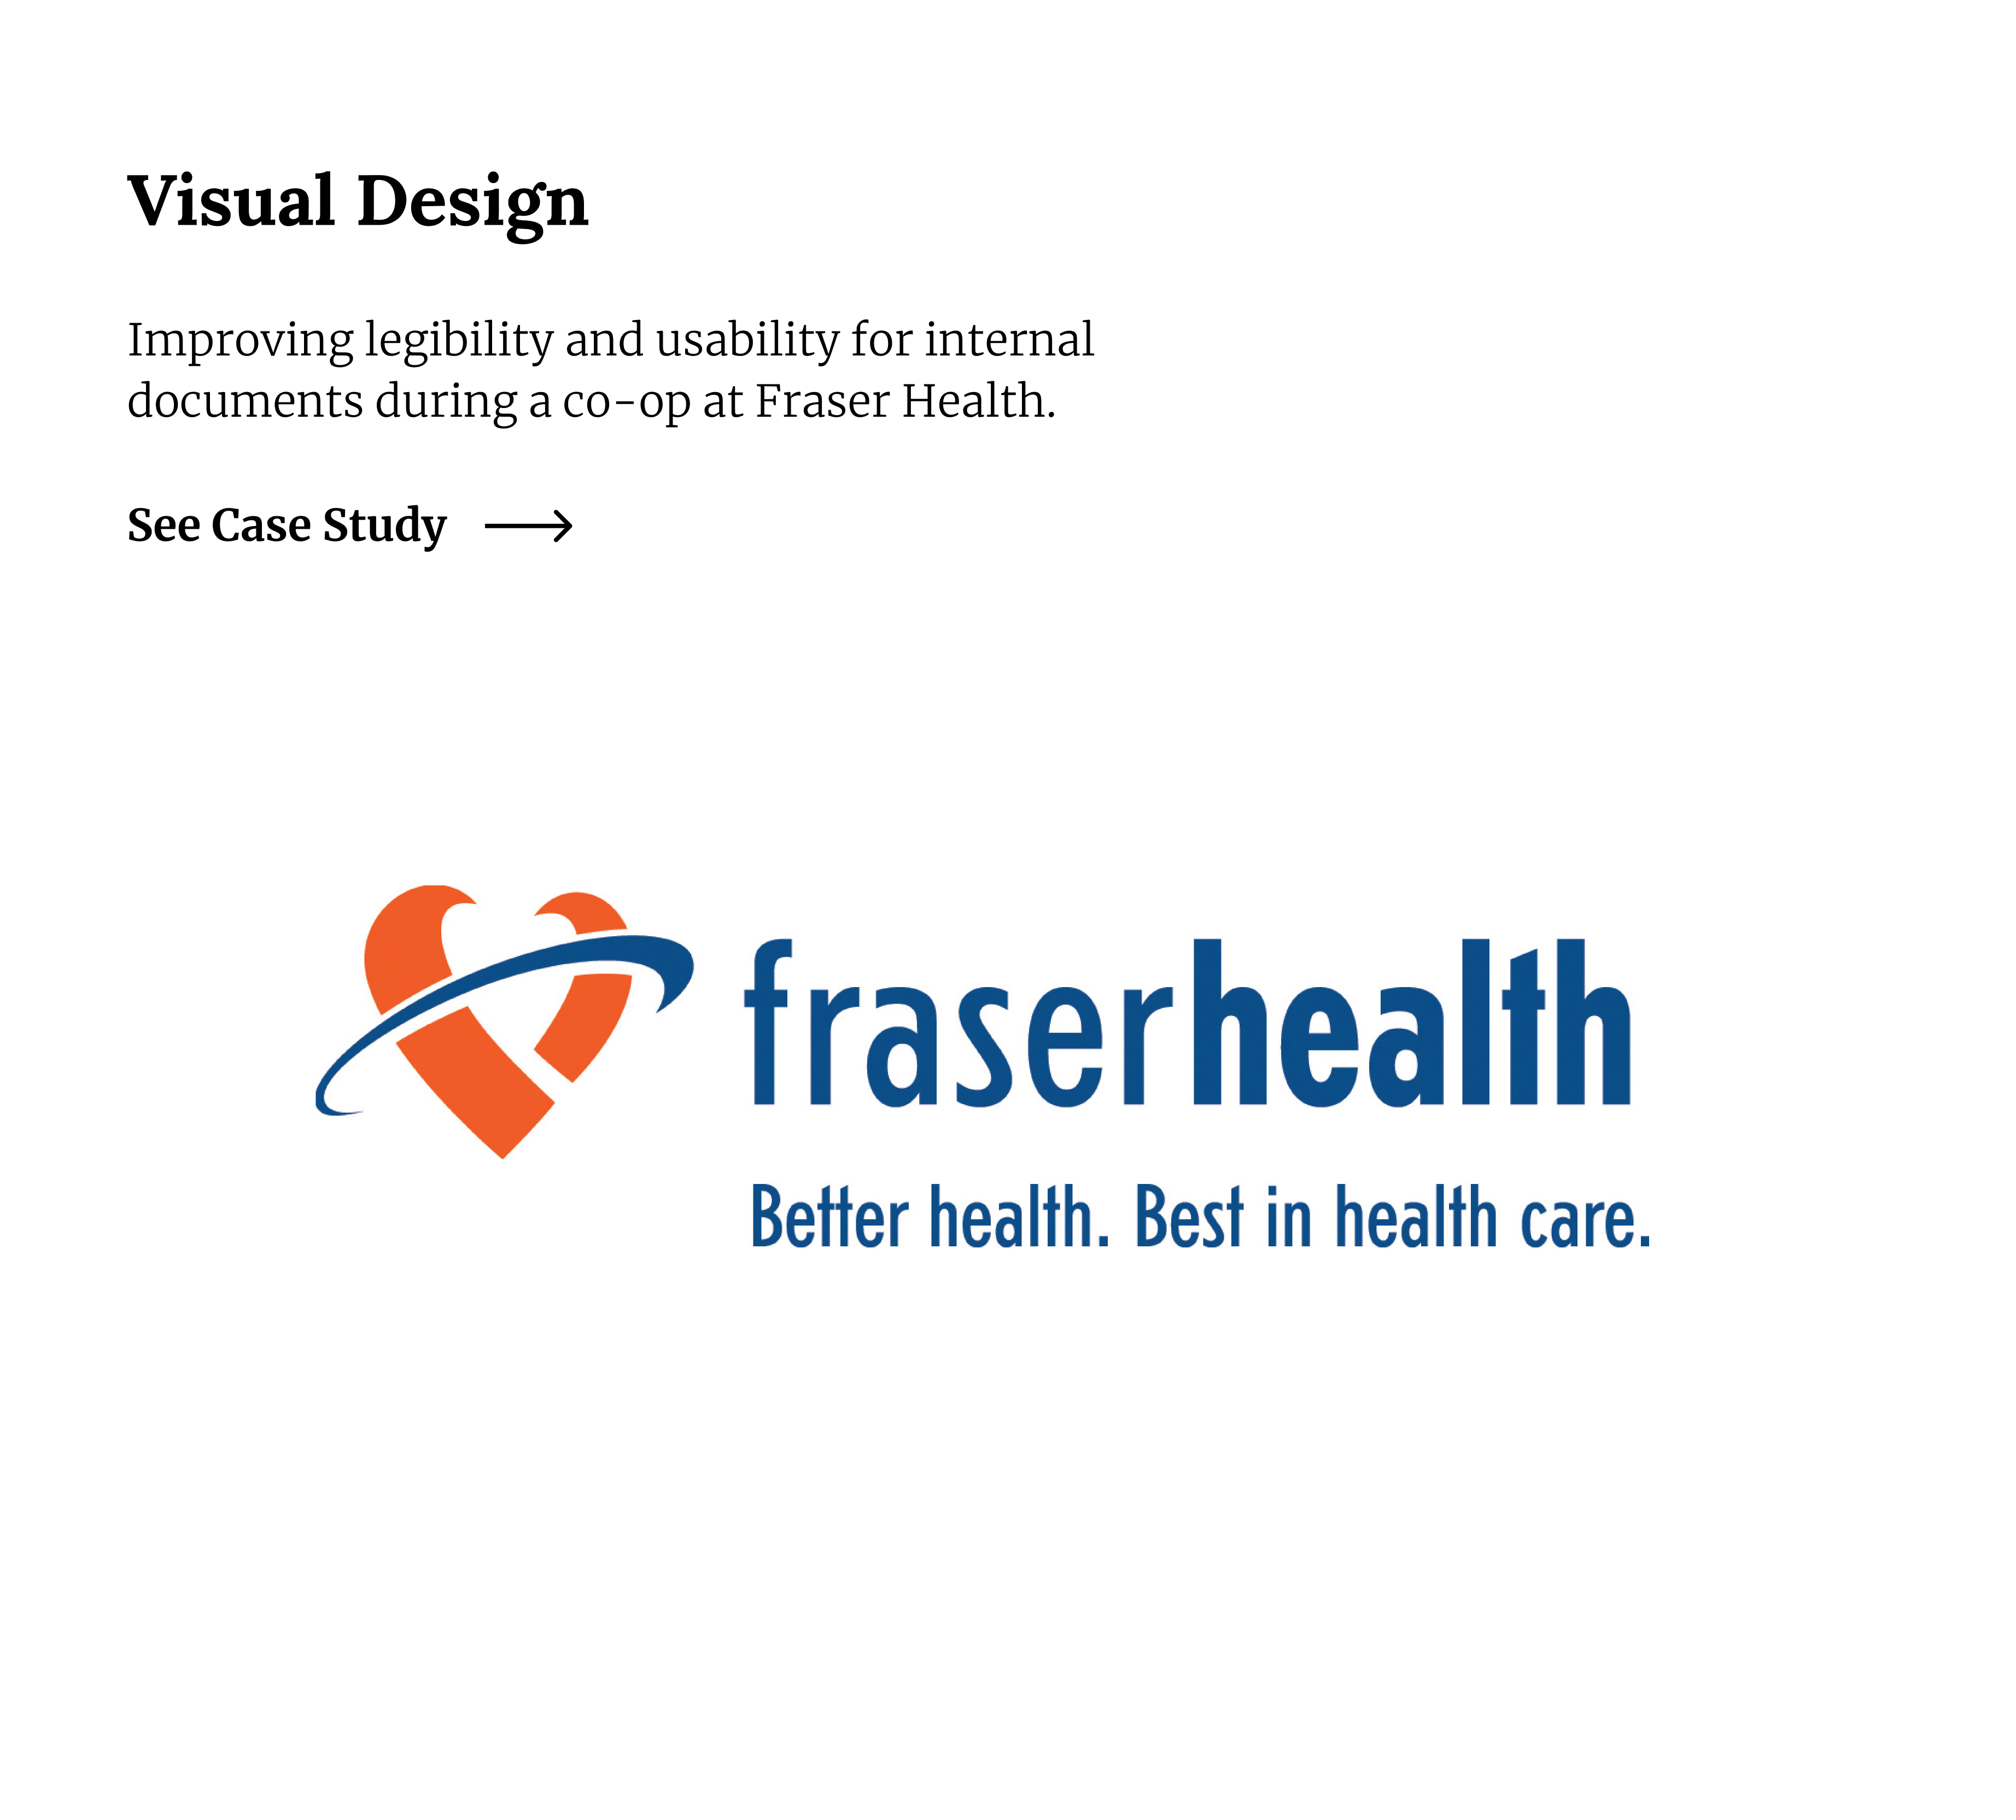 Visual Design
Improving legibility and usability for internal
documents during a co-op at Fraser Health.
See Case Study
fraserhealth
Better health. Best in health care.